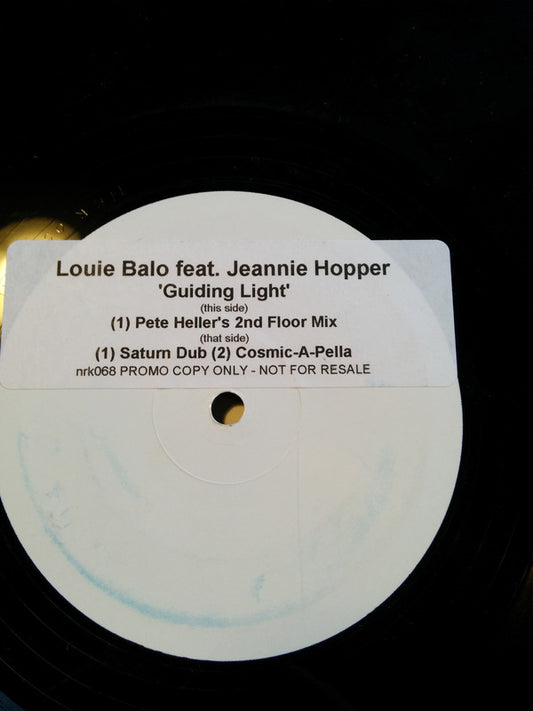 Louie Balo feat. Jeannie Hopper
'Guiding Light'
(this side)
(1) Pete Heller's 2nd Floor Mix
(that side)
(1) Saturn Dub (2) Cosmic-A-Pella
nrk068 PROMO COPY ONLY - NOT FOR RESALE